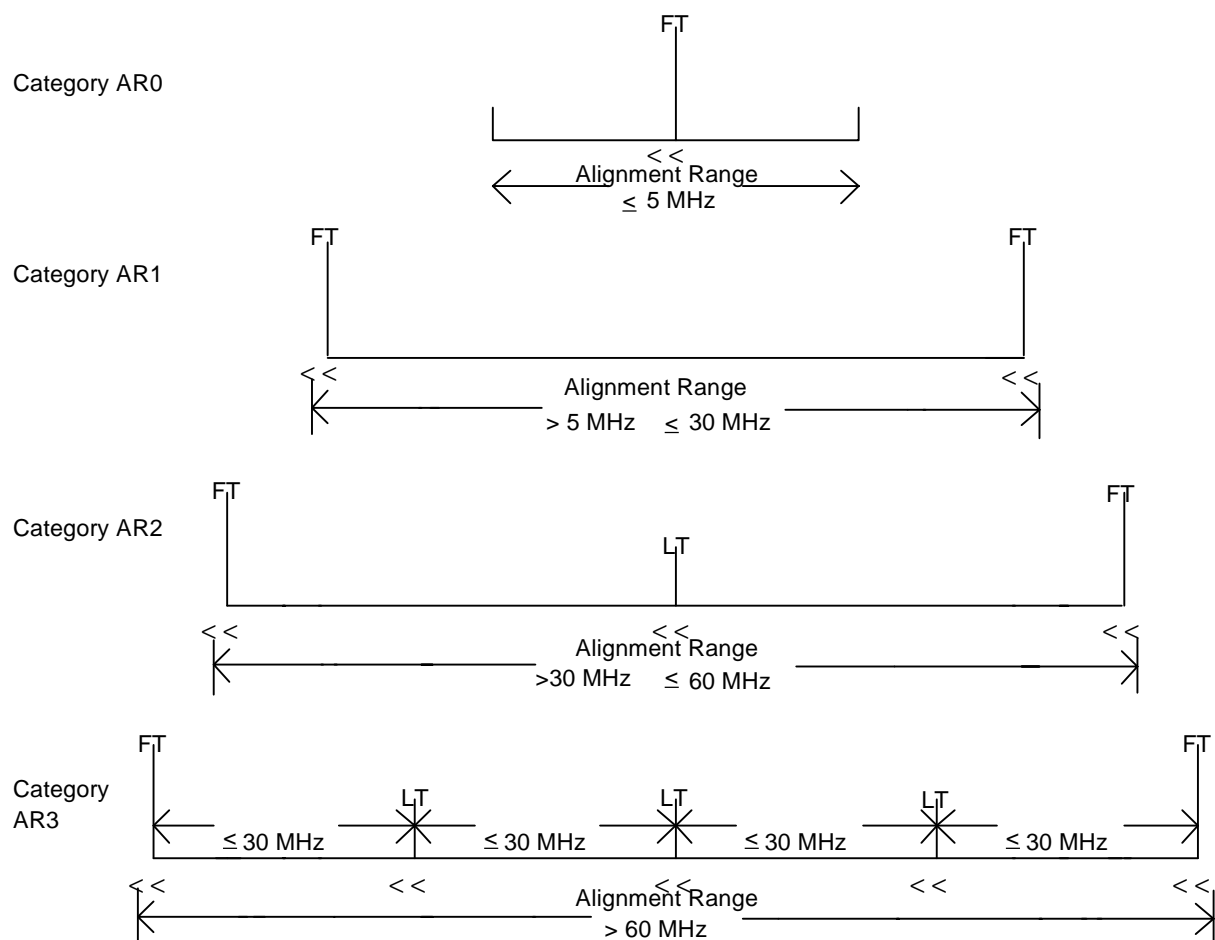 FT
Category AR0
< <
Alignment Range
≤ 5 MHz
FT FT
Category AR1
< < < <
Alignment Range
> 5 MHz ≤ 30 MHz
FT FT
Category AR2
LT
< < < < < <
Alignment Range
>30 MHz ≤ 60 MHz
FT FT
Category
AR3
LT LT LT
≤ 30 MHz ≤ 30 MHz ≤ 30 MHz ≤ 30 MHz
< < < < < < < < < <
Alignment Range
> 60 MHz